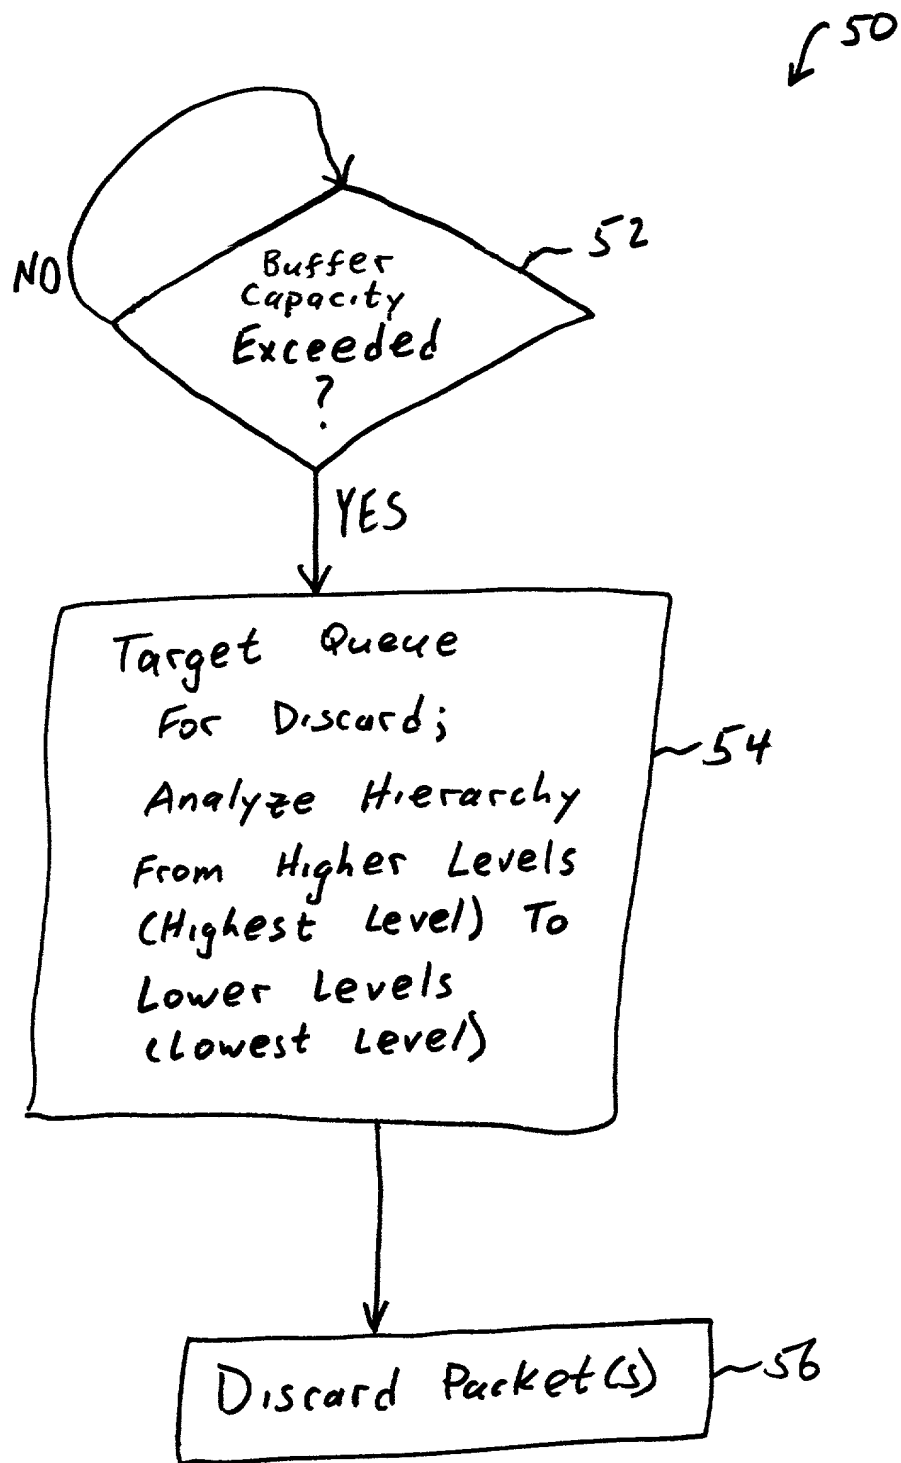 50
52
NO
Buffer
Capacity
Exceeded
?
YES
Target Queue
For Discard;
54
Analyze Hierarchy
From Higher Levels
(Highest Level) To
Lower Levels
(Lowest Level)
Discard Packet(s)
56